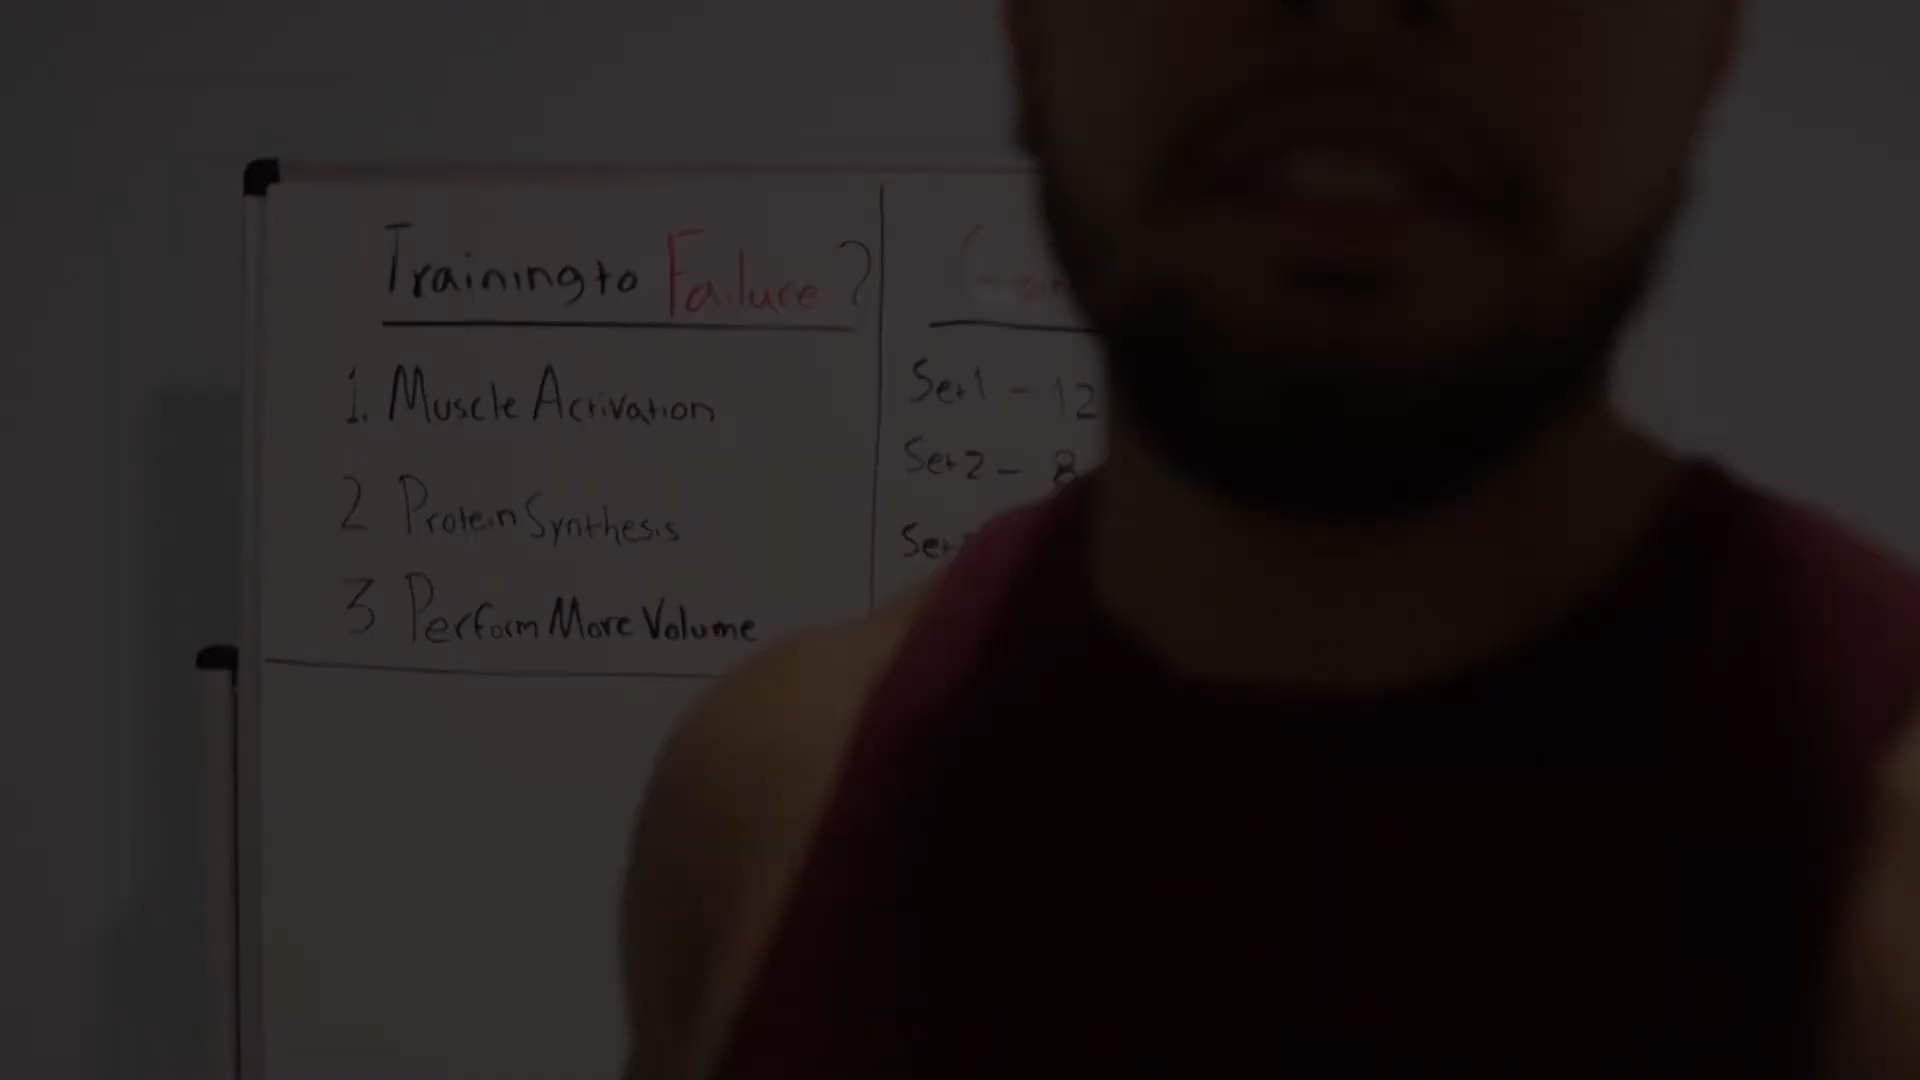 Training to Failure ?
1. Muscle Activation
2 Protein Synthesis
3 Perform More Volume
Set 1 - 12
Set 2 - 8
Set